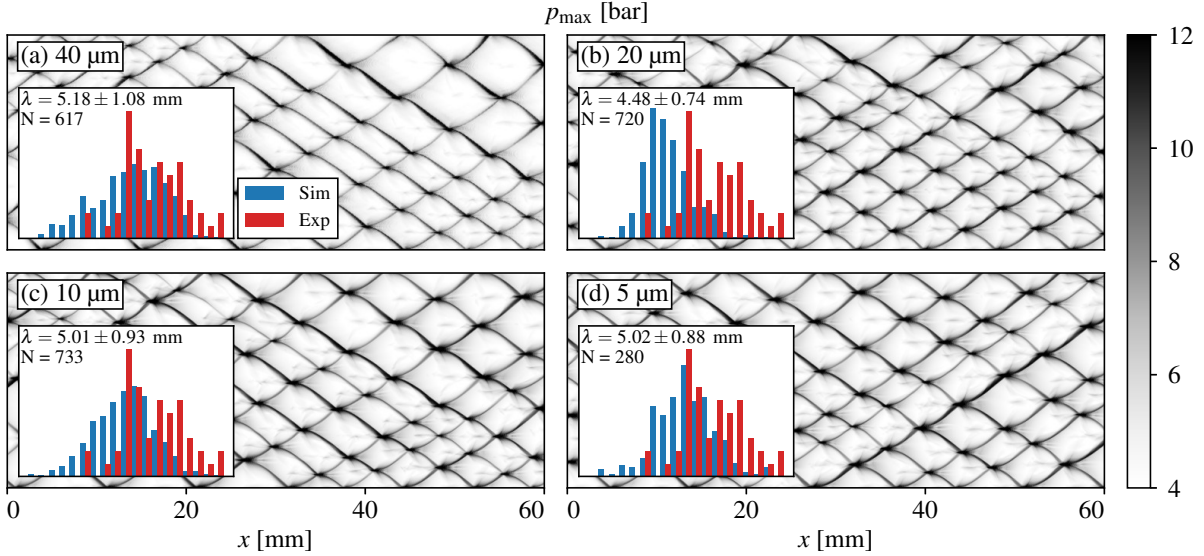 p_max [bar]
(a) 40 μm
λ = 5.18 ± 1.08 mm
N = 617
Sim
Exp
(b) 20 μm
λ = 4.48 ± 0.74 mm
N = 720
(c) 10 μm
λ = 5.01 ± 0.93 mm
N = 733
(d) 5 μm
λ = 5.02 ± 0.88 mm
N = 280
12
10
8
6
4
0 20 40 60
0 20 40 60
x [mm]
x [mm]